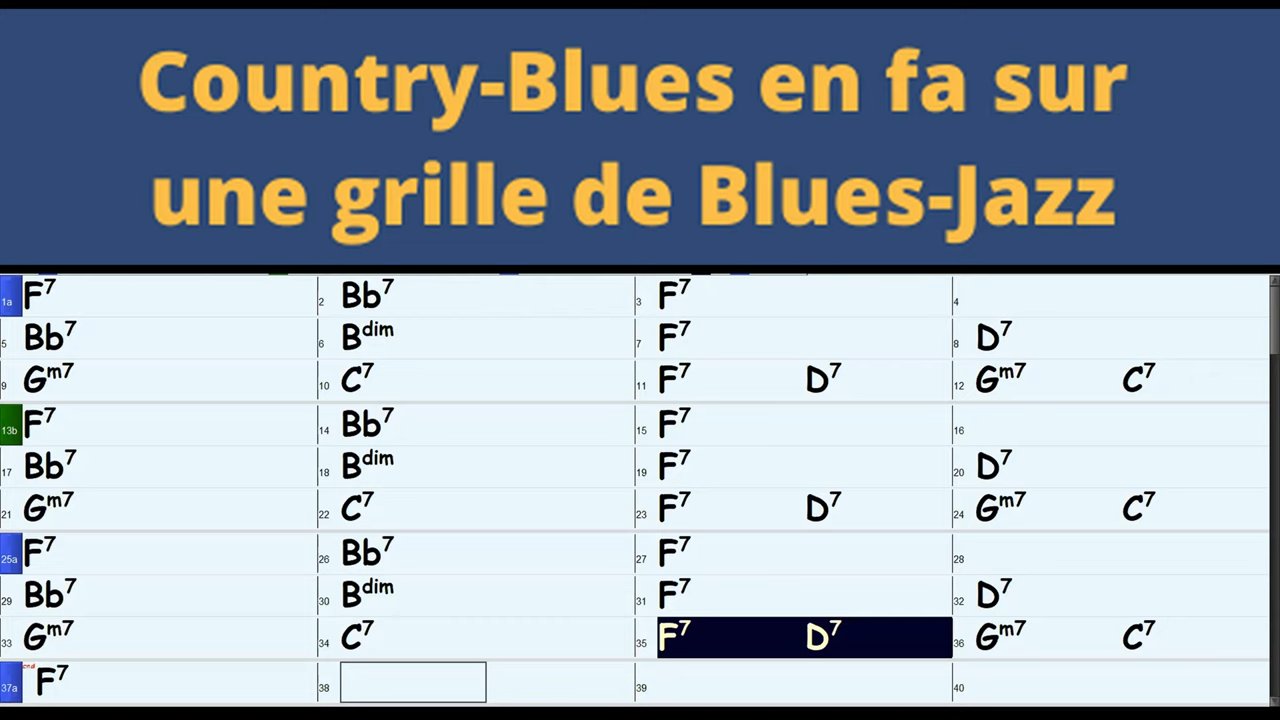 Country-Blues en fa sur
une grille de Blues-Jazz
1a F7 2 Bb7 3 F7 4
5 Bb7 6 Bdim 7 F7 8 D7
9 Gm7 10 C7 11 F7 D7 12 Gm7 C7
13b F7 14 Bb7 15 F7 16
17 Bb7 18 Bdim 19 F7 20 D7
21 Gm7 22 C7 23 F7 D7 24 Gm7 C7
25a F7 26 Bb7 27 F7 28
29 Bb7 30 Bdim 31 F7 32 D7
33 Gm7 34 C7 35 F7 D7 36 Gm7 C7
37a end F7 38 39 40